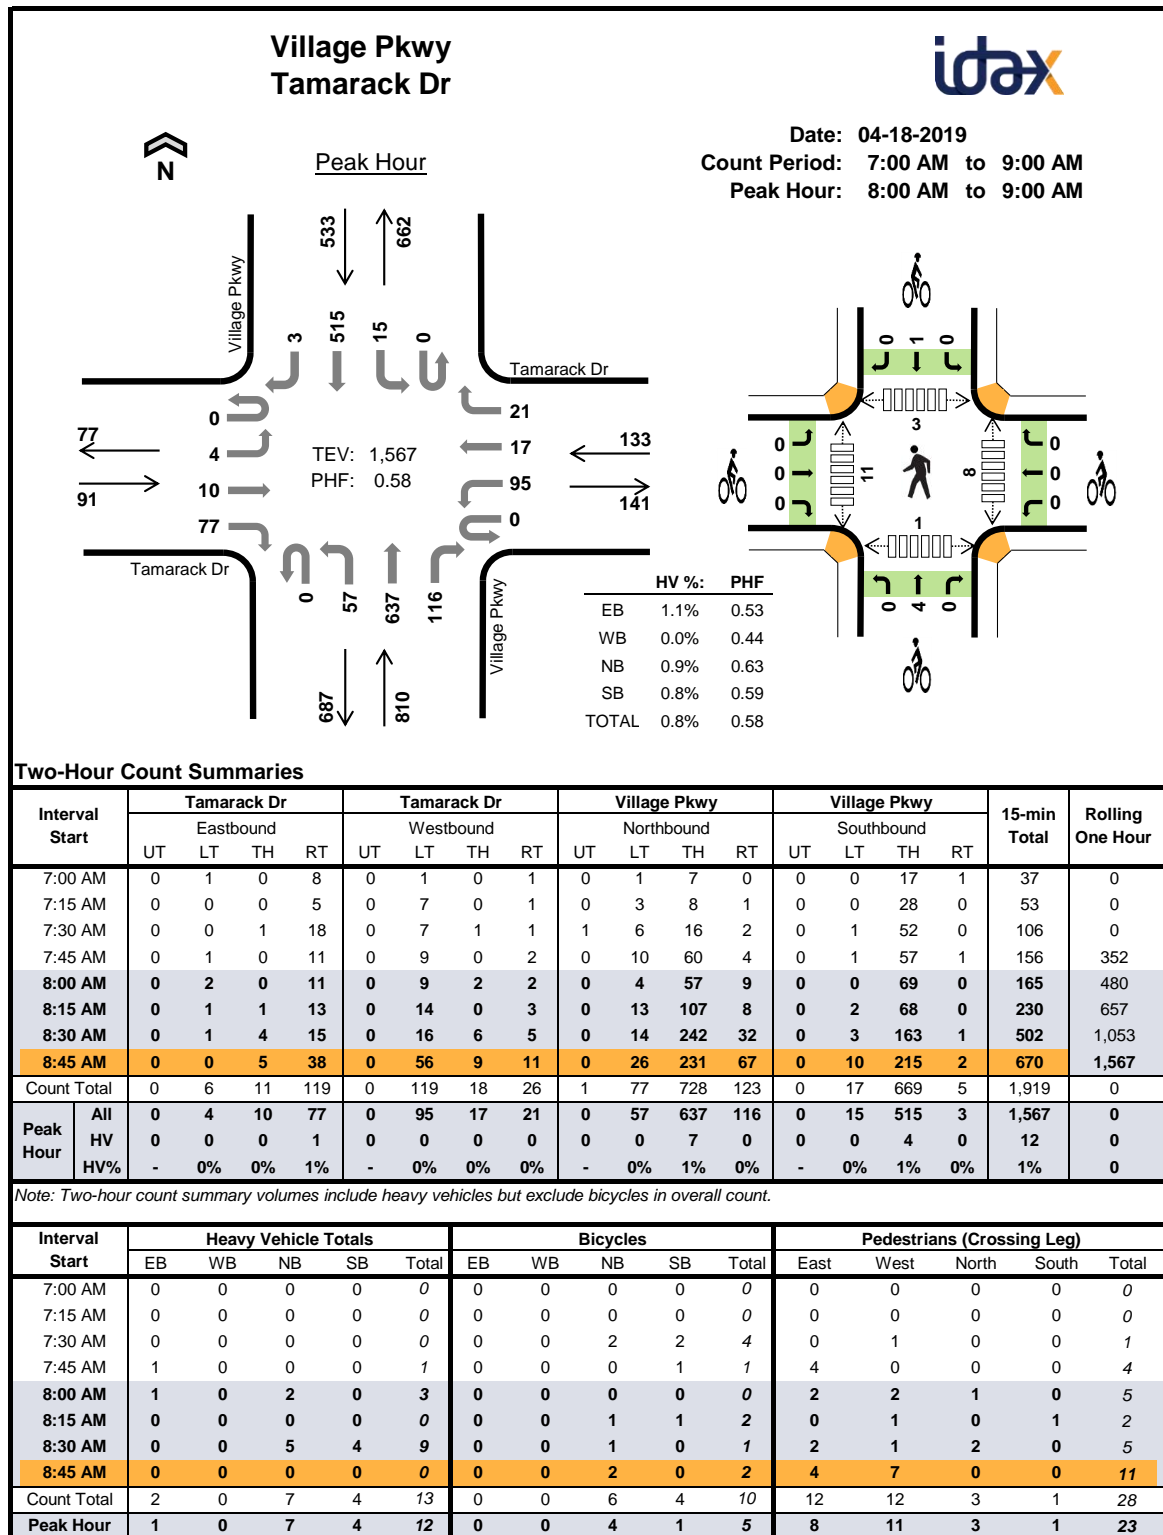 Village Pkwy
Tamarack Dr
idax
Date: 04-18-2019
Count Period: 7:00 AM to 9:00 AM
Peak Hour: 8:00 AM to 9:00 AM
N
Peak Hour
533 662
Village Pkwy
3 515 15 0
Tamarack Dr
0 21
77 4 17 133
TEV: 1,567
PHF: 0.58
91 10 95 141
77 0
Tamarack Dr
0 57 637 116
Village Pkwy
687 810
HV %: PHF
EB 1.1% 0.53
WB 0.0% 0.44
NB 0.9% 0.63
SB 0.8% 0.59
TOTAL 0.8% 0.58
0 1 0
3
0 0
0 11 8 0
0 0
1
0 4 0
Two-Hour Count Summaries
Interval Start Tamarack Dr Tamarack Dr Village Pkwy Village Pkwy 15-min Total Rolling One Hour
Eastbound Westbound Northbound Southbound
UT LT TH RT UT LT TH RT UT LT TH RT UT LT TH RT
7:00 AM 0 1 0 8 0 1 0 1 0 1 7 0 0 0 17 1 37 0
7:15 AM 0 0 0 5 0 7 0 1 0 3 8 1 0 0 28 0 53 0
7:30 AM 0 0 1 18 0 7 1 1 1 6 16 2 0 1 52 0 106 0
7:45 AM 0 1 0 11 0 9 0 2 0 10 60 4 0 1 57 1 156 352
8:00 AM 0 2 0 11 0 9 2 2 0 4 57 9 0 0 69 0 165 480
8:15 AM 0 1 1 13 0 14 0 3 0 13 107 8 0 2 68 0 230 657
8:30 AM 0 1 4 15 0 16 6 5 0 14 242 32 0 3 163 1 502 1,053
8:45 AM 0 0 5 38 0 56 9 11 0 26 231 67 0 10 215 2 670 1,567
Count Total 0 6 11 119 0 119 18 26 1 77 728 123 0 17 669 5 1,919 0
Peak Hour All 0 4 10 77 0 95 17 21 0 57 637 116 0 15 515 3 1,567 0
HV 0 0 0 1 0 0 0 0 0 0 7 0 0 0 4 0 12 0
HV% - 0% 0% 1% - 0% 0% 0% - 0% 1% 0% - 0% 1% 0% 1% 0
Note: Two-hour count summary volumes include heavy vehicles but exclude bicycles in overall count.
Interval Start Heavy Vehicle Totals Bicycles Pedestrians (Crossing Leg)
EB WB NB SB Total EB WB NB SB Total East West North South Total
7:00 AM 0 0 0 0 0 0 0 0 0 0 0 0 0 0 0
7:15 AM 0 0 0 0 0 0 0 0 0 0 0 0 0 0 0
7:30 AM 0 0 0 0 0 0 0 2 2 4 0 1 0 0 1
7:45 AM 1 0 0 0 1 0 0 0 1 1 4 0 0 0 4
8:00 AM 1 0 2 0 3 0 0 0 0 0 2 2 1 0 5
8:15 AM 0 0 0 0 0 0 0 1 1 2 0 1 0 1 2
8:30 AM 0 0 5 4 9 0 0 1 0 1 2 1 2 0 5
8:45 AM 0 0 0 0 0 0 0 2 0 2 4 7 0 0 11
Count Total 2 0 7 4 13 0 0 6 4 10 12 12 3 1 28
Peak Hour 1 0 7 4 12 0 0 4 1 5 8 11 3 1 23